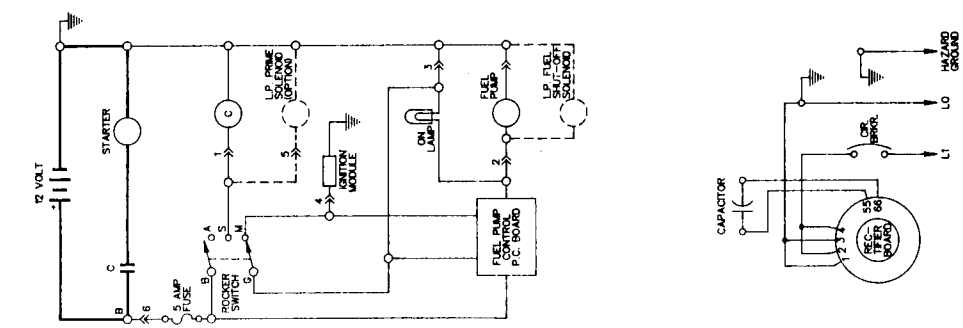 12 VOLT
+
STARTER
C
B
6
5 AMP
FUSE
C
1
L.P. PRIME
SOLENOID
(OPTION)
5
A
S
M
B
G
ROCKER
SWITCH
IGNITION
MODULE
4
3
ON
LAMP
FUEL
PUMP
2
L.P. FUEL
SHUT-OFF
SOLENOID
FUEL PUMP
CONTROL
P.C. BOARD
CAPACITOR
55
66
1 2 3 4
REC-
TIFIER
BOARD
CIR.
BRKR.
L1
L0
HAZARD
GROUND